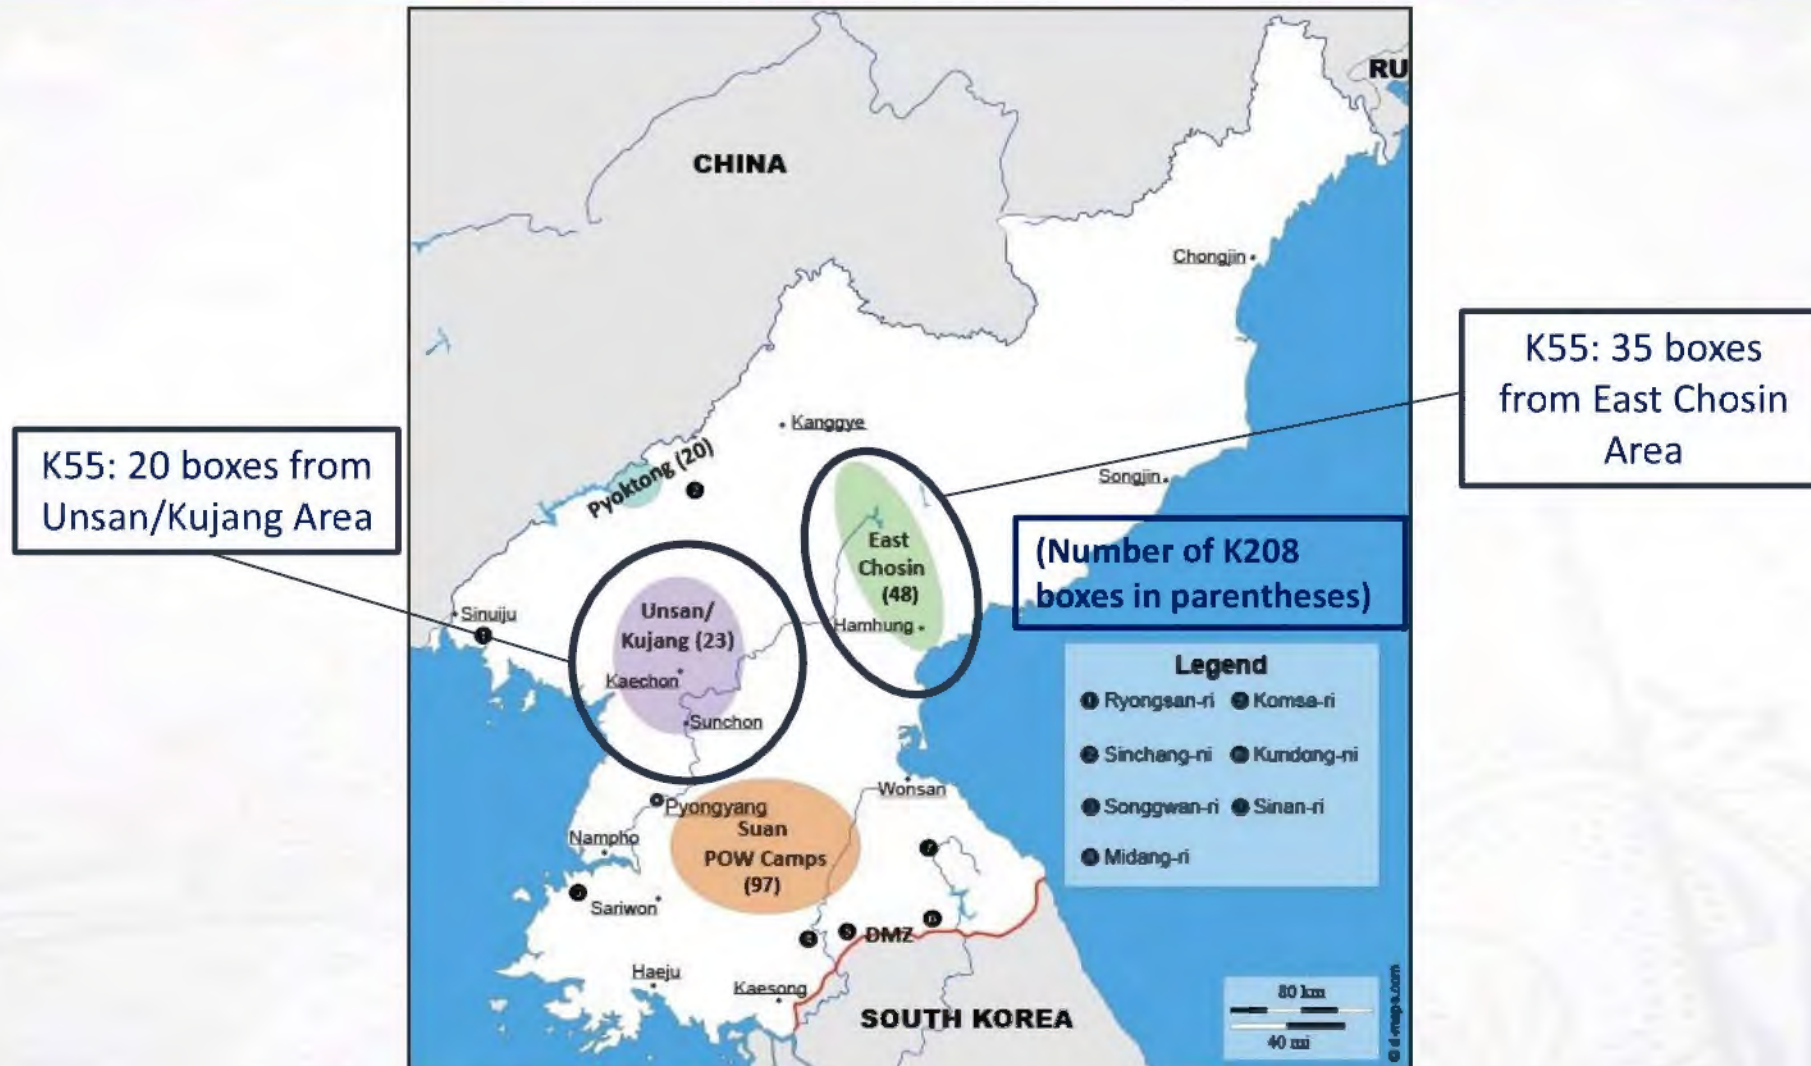 RU
CHINA
Chongjin
K55: 35 boxes
from East Chosin
Area
Kanggye
K55: 20 boxes from
Unsan/Kujang Area
Pyoktong (20)
Songjin
East
Chosin
(48)
(Number of K208
boxes in parentheses)
Sinuiju
Unsan/
Kujang (23)
Hamhung
Kaechon
Sunchon
Legend
Ryongsan-ri
Komsa-ri
Sinchang-ni
Kundong-ni
Songgwan-ri
Sinan-ri
Midang-ri
Wonsan
Pyongyang
Suan
POW Camps
(97)
Nampho
Sariwon
DMZ
Haeju
Kaesong
SOUTH KOREA
80 km
40 mi
© d-maps.com